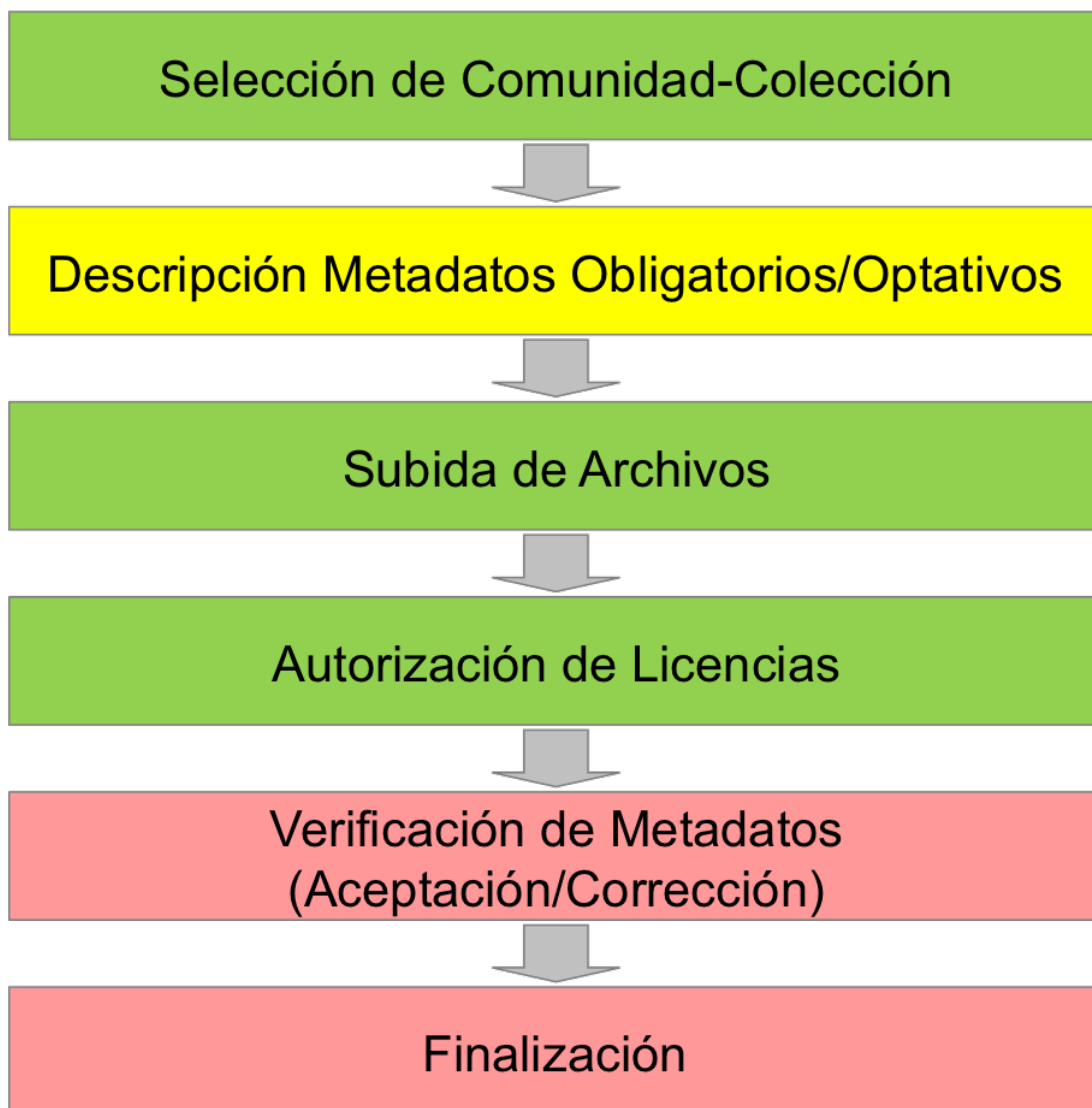 Selección de Comunidad-Colección
Descripción Metadatos Obligatorios/Optativos
Subida de Archivos
Autorización de Licencias
Verificación de Metadatos
(Aceptación/Corrección)
Finalización